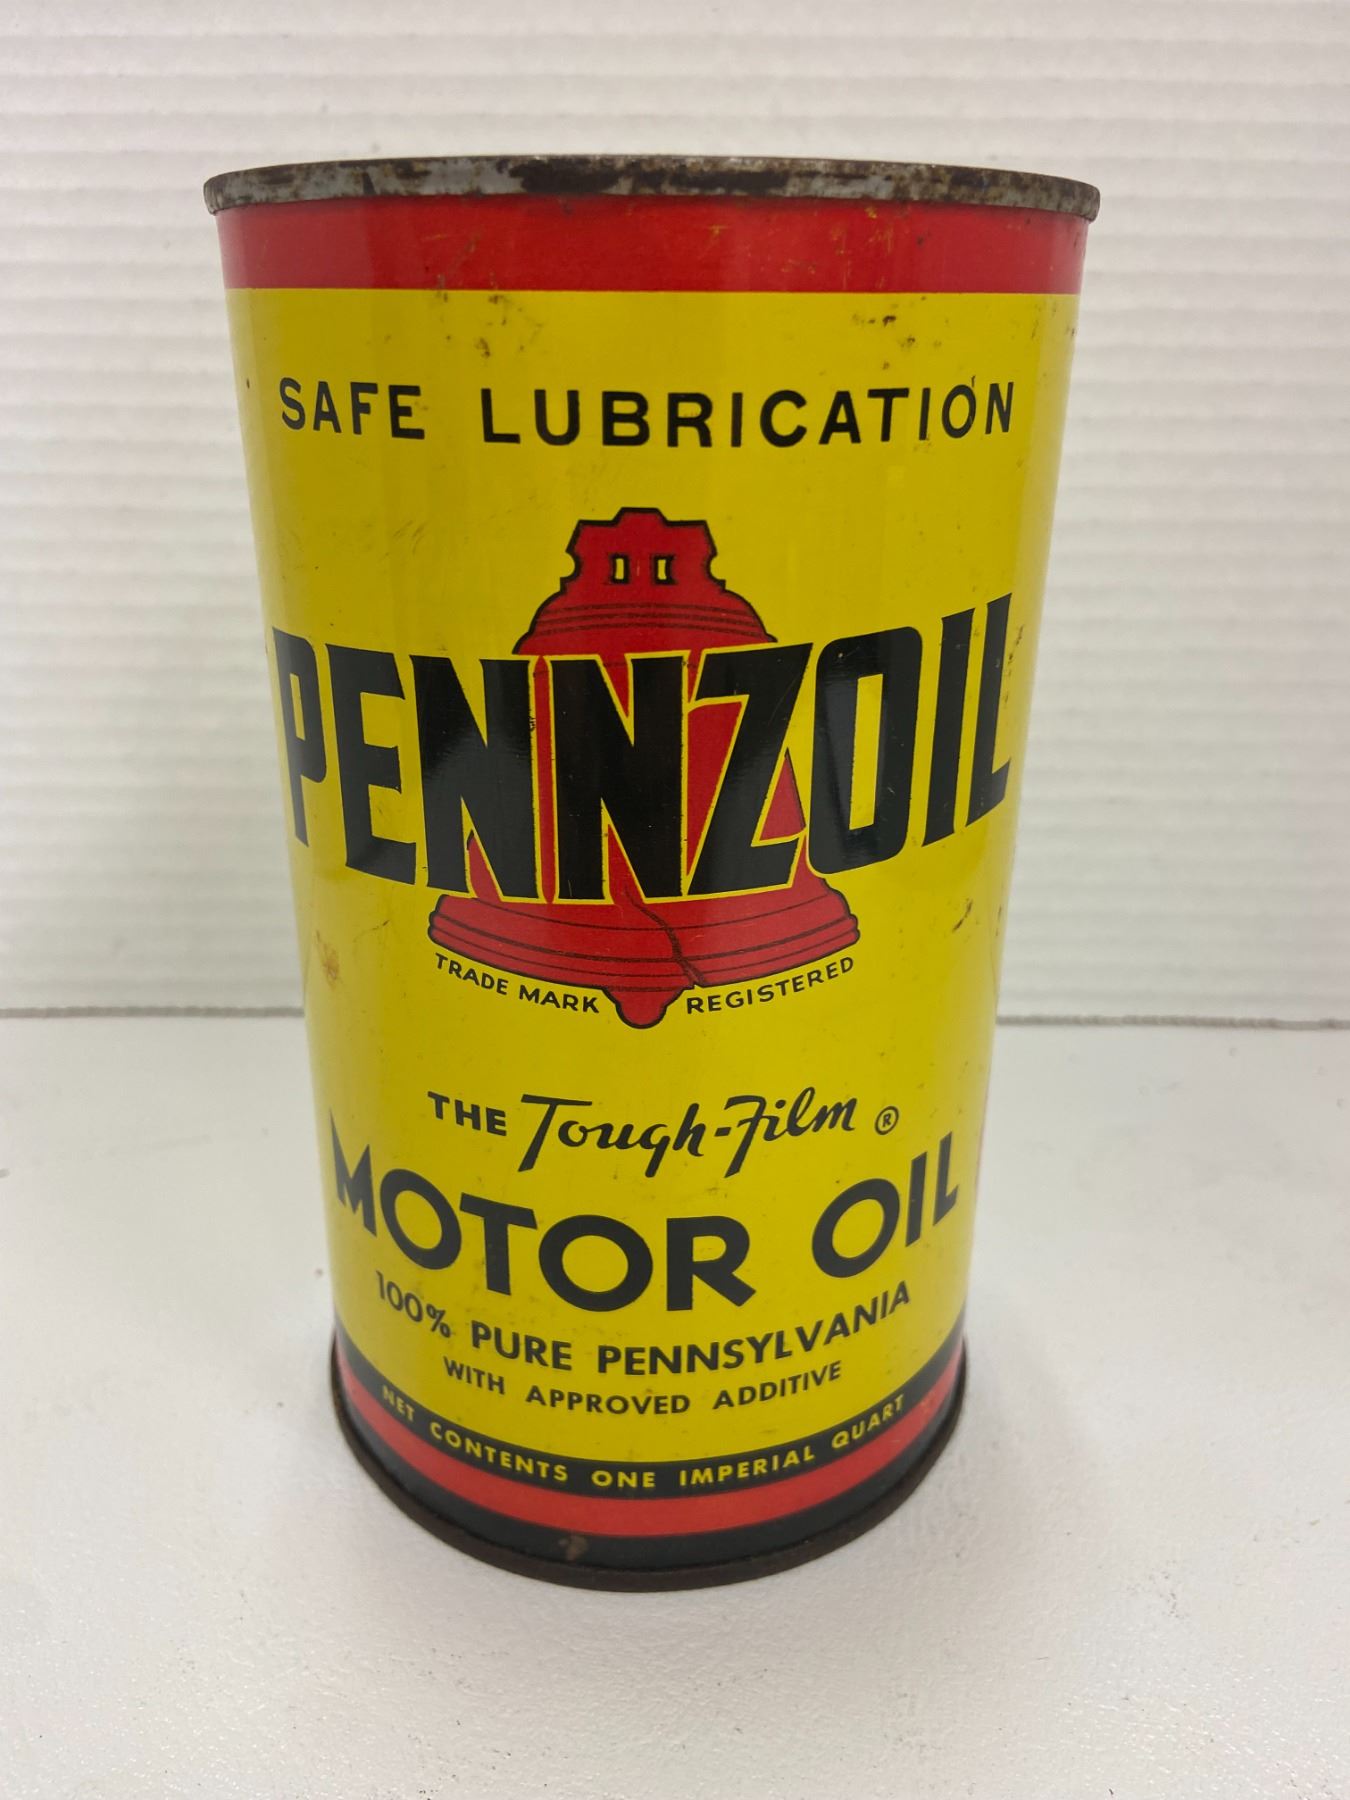 SAFE LUBRICATION
PENNZOIL
TRADE MARK REGISTERED
THE Tough-Film ®
MOTOR OIL
100% PURE PENNSYLVANIA
WITH APPROVED ADDITIVE
NET CONTENTS ONE IMPERIAL QUART